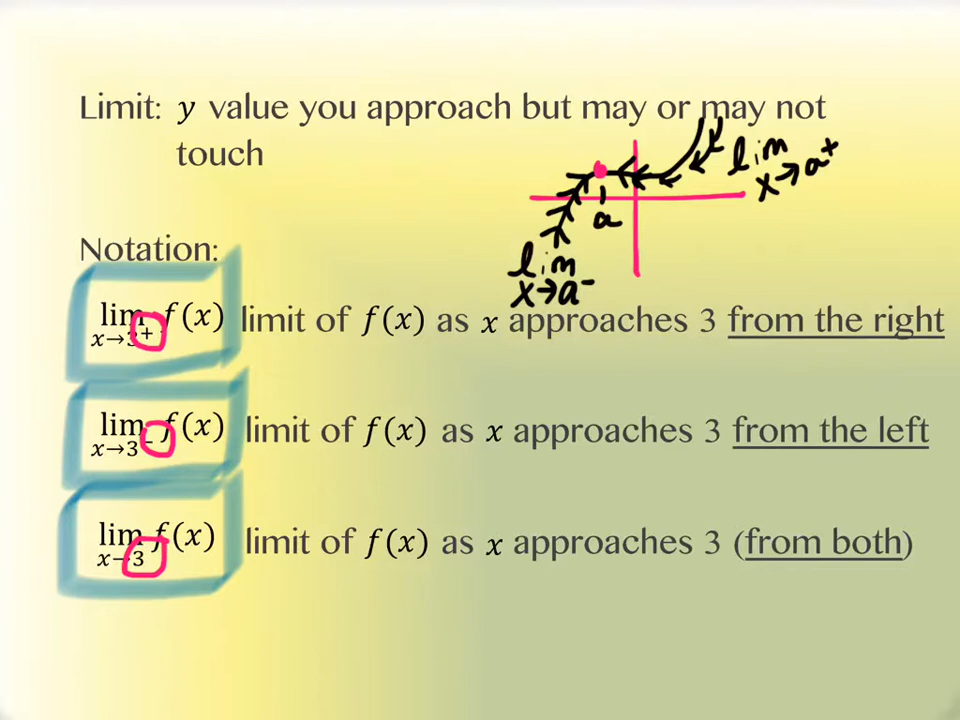 Limit: y value you approach but may or may not
touch
lim x→a⁺
a
lim x→a⁻
Notation:
lim x→3⁺ f(x) limit of f(x) as x approaches 3 from the right
lim x→3⁻ f(x) limit of f(x) as x approaches 3 from the left
lim x→3 f(x) limit of f(x) as x approaches 3 (from both)